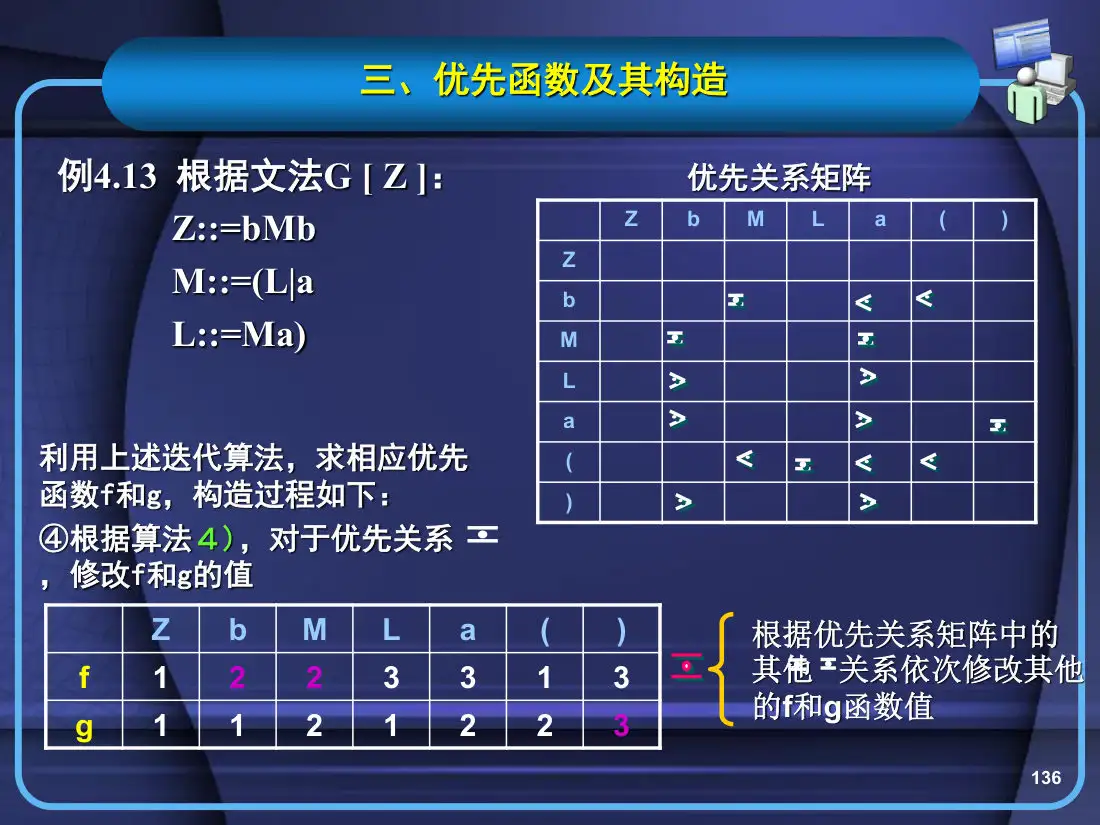 三、优先函数及其构造
例4.13 根据文法G [ Z ]：
Z::=bMb
M::=(L|a
L::=Ma)
优先关系矩阵
Z b M L a ( )
Z
b ≖ ⋖ ⋖
M ≖ ≖
L ⋗ ⋗
a ⋗ ⋗ ≖
( ⋖ ≖ ⋖ ⋖
) ⋗ ⋗
利用上述迭代算法，求相应优先
函数f和g，构造过程如下：
④根据算法４)，对于优先关系
，修改f和g的值
Z b M L a ( )
f 1 2 2 3 3 1 3
g 1 1 2 1 2 2 3
根据优先关系矩阵中的
其他 关系依次修改其他
的f和g函数值
136